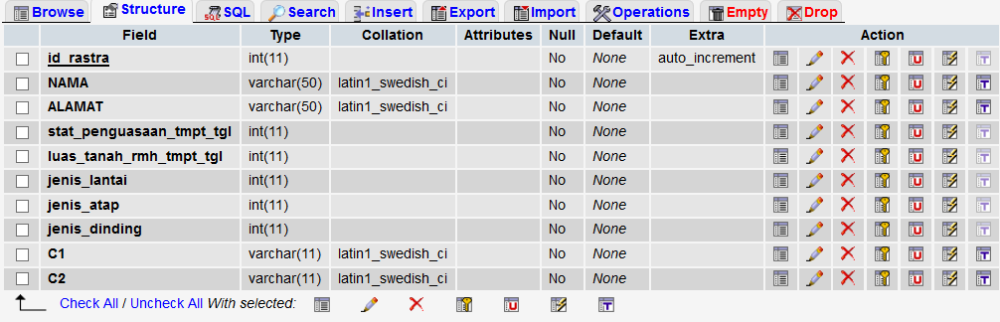 Browse Structure SQL Search Insert Export Import Operations Empty Drop
Field Type Collation Attributes Null Default Extra Action
id_rastra int(11) No None auto_increment
NAMA varchar(50) latin1_swedish_ci No None
ALAMAT varchar(50) latin1_swedish_ci No None
stat_penguasaan_tmpt_tgl int(11) No None
luas_tanah_rmh_tmpt_tgl int(11) No None
jenis_lantai int(11) No None
jenis_atap int(11) No None
jenis_dinding int(11) No None
C1 varchar(11) latin1_swedish_ci No None
C2 varchar(11) latin1_swedish_ci No None
Check All / Uncheck All With selected: